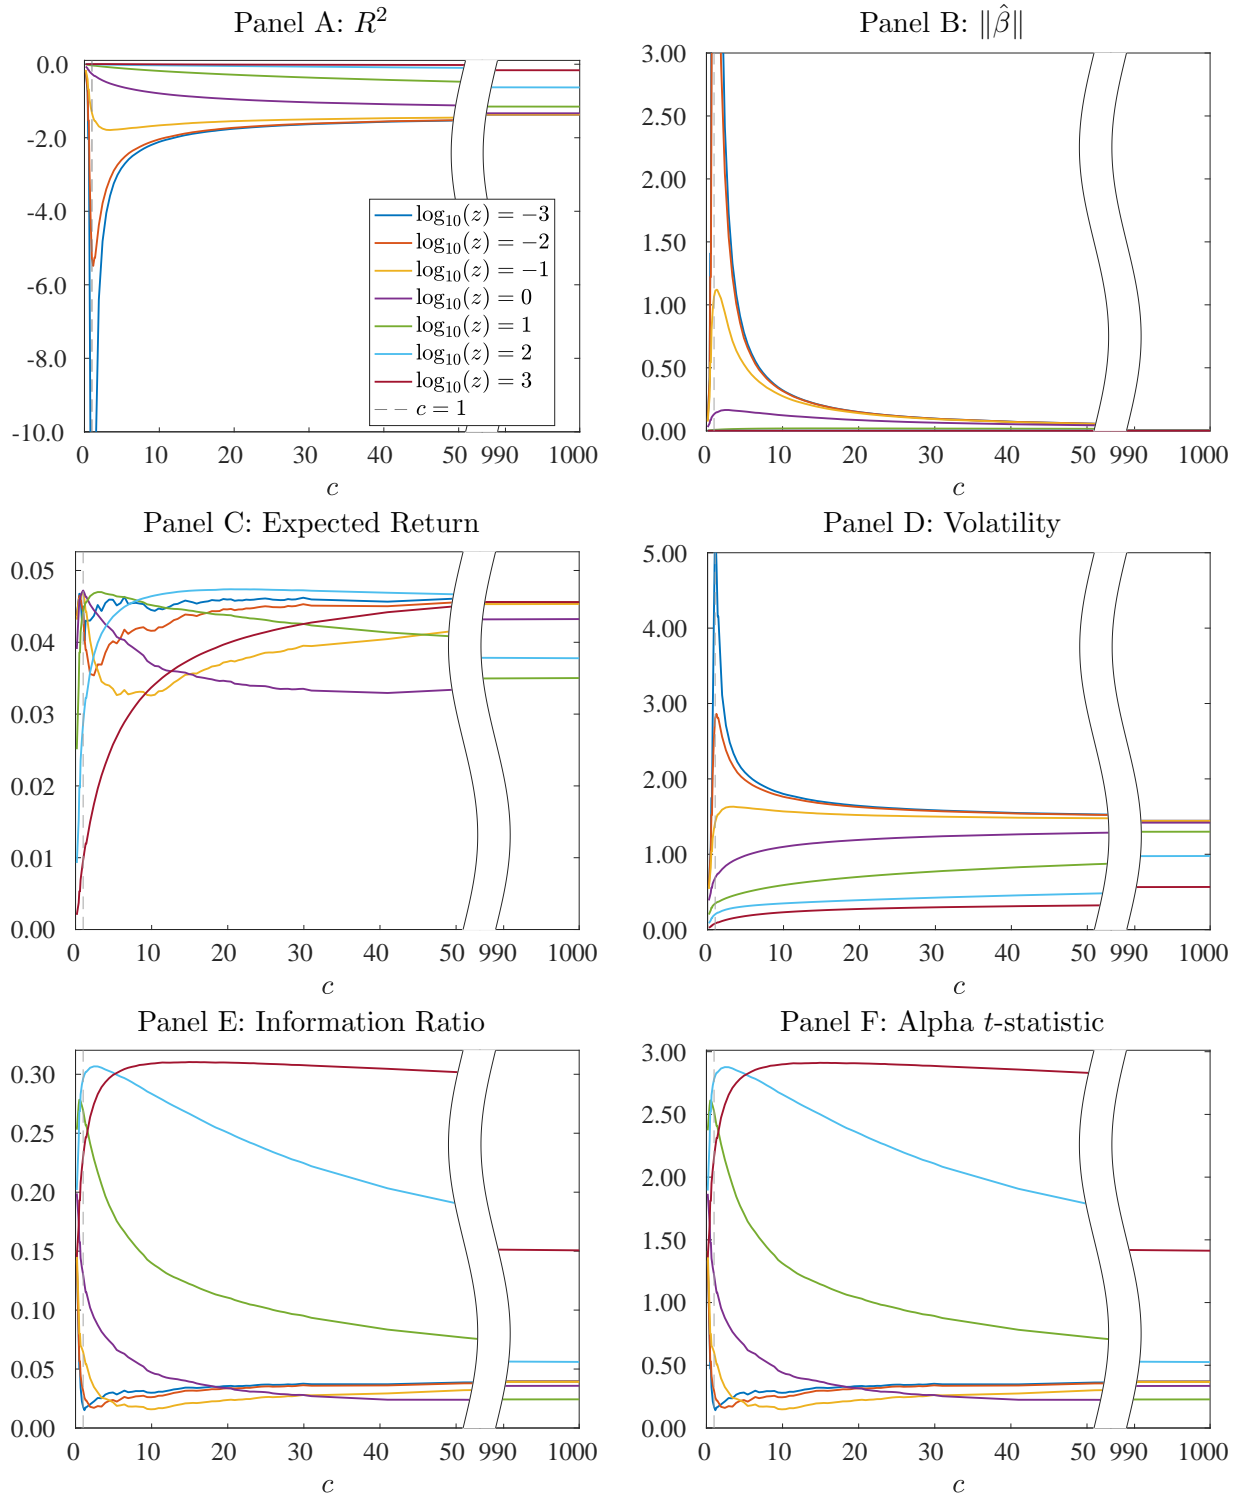 Panel A: R²
0.0
-2.0
-4.0
-6.0
-8.0
-10.0
log₁₀(z) = −3
log₁₀(z) = −2
log₁₀(z) = −1
log₁₀(z) = 0
log₁₀(z) = 1
log₁₀(z) = 2
log₁₀(z) = 3
c = 1
0 10 20 30 40 50 990 1000
c
Panel B: ‖β̂‖
3.00
2.50
2.00
1.50
1.00
0.50
0.00
0 10 20 30 40 50 990 1000
c
Panel C: Expected Return
0.05
0.04
0.03
0.02
0.01
0.00
0 10 20 30 40 50 990 1000
c
Panel D: Volatility
5.00
4.00
3.00
2.00
1.00
0.00
0 10 20 30 40 50 990 1000
c
Panel E: Information Ratio
0.30
0.25
0.20
0.15
0.10
0.05
0.00
0 10 20 30 40 50 990 1000
c
Panel F: Alpha t-statistic
3.00
2.50
2.00
1.50
1.00
0.50
0.00
0 10 20 30 40 50 990 1000
c